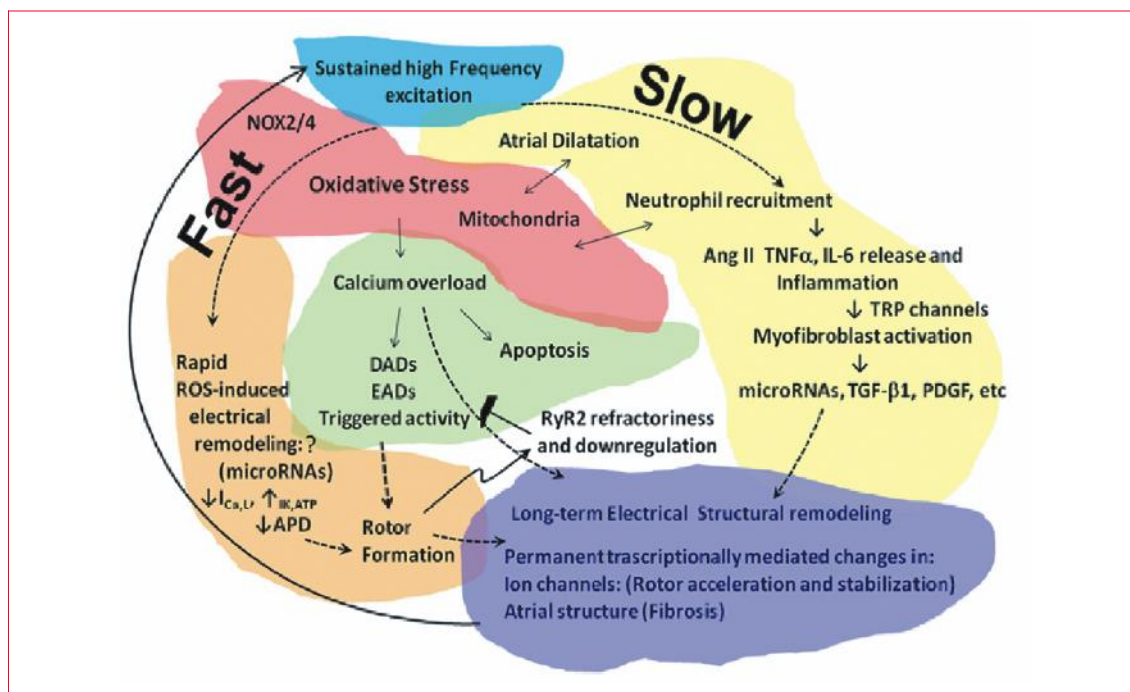 Sustained high Frequency
excitation
Slow
Fast
NOX2/4
Atrial Dilatation
Oxidative Stress
Mitochondria
Neutrophil recruitment
Calcium overload
Ang II TNFα, IL-6 release and
Inflammation
↓ TRP channels
Myofibroblast activation
microRNAs, TGF-β1, PDGF, etc
Apoptosis
DADs
EADs
Triggered activity
RyR2 refractoriness
and downregulation
Rapid
ROS-induced
electrical
remodeling: ?
(microRNAs)
↓ICa,L, ↑IK,ATP
↓APD
Rotor
Formation
Long-term Electrical Structural remodeling
Permanent trascriptionally mediated changes in:
Ion channels: (Rotor acceleration and stabilization)
Atrial structure (Fibrosis)